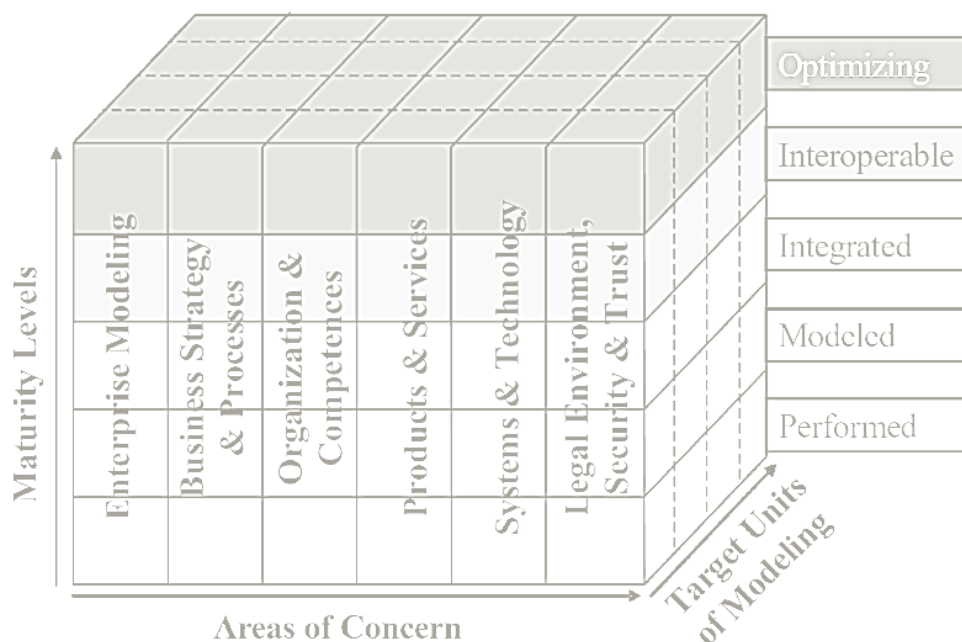 Optimizing
Interoperable
Integrated
Modeled
Performed
Maturity Levels
Enterprise Modeling
Business Strategy
& Processes
Organization &
Competences
Products & Services
Systems & Technology
Legal Environment,
Security & Trust
Target Units
of Modeling
Areas of Concern